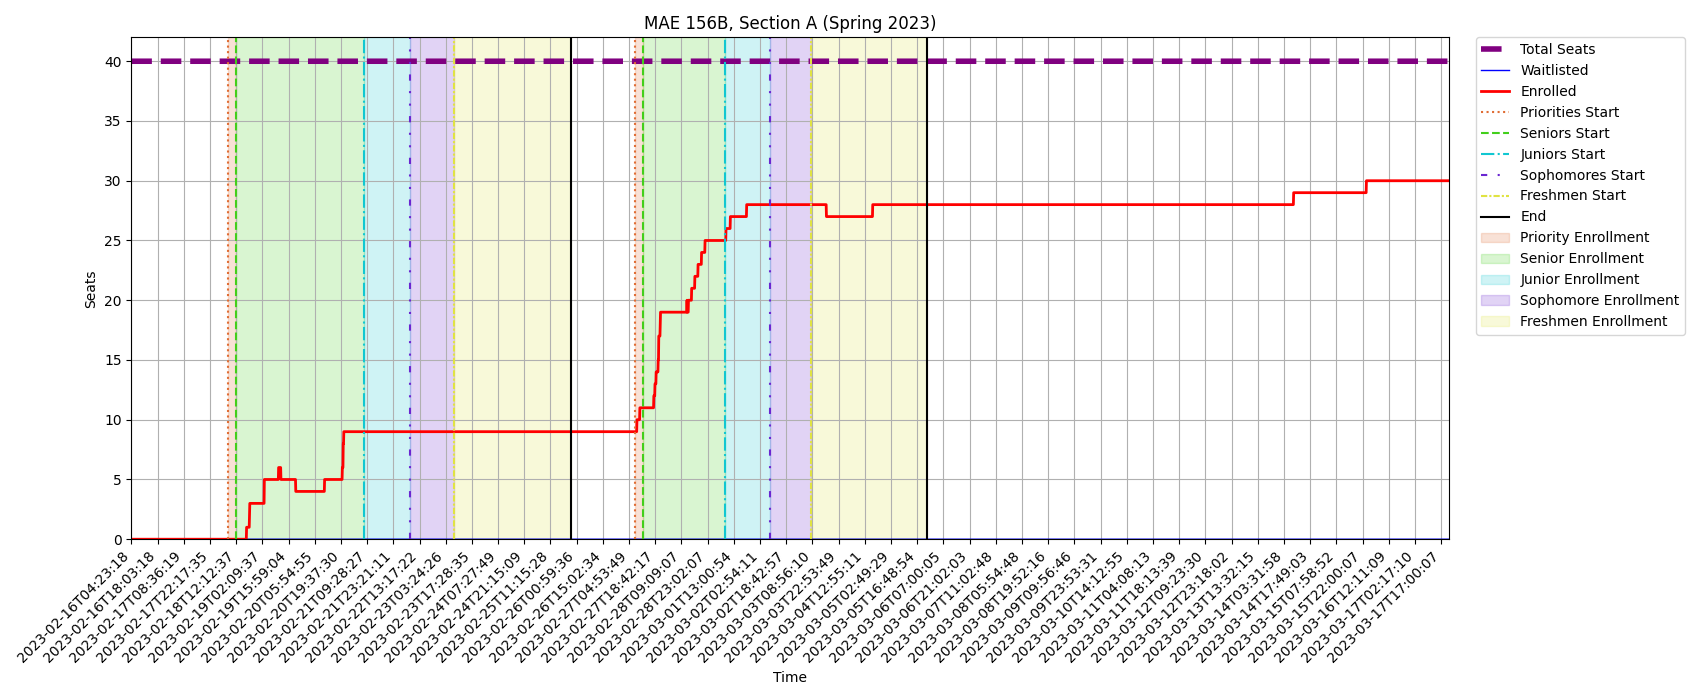 MAE 156B, Section A (Spring 2023)
Total Seats
Waitlisted
Enrolled
Priorities Start
Seniors Start
Juniors Start
Sophomores Start
Freshmen Start
End
Priority Enrollment
Senior Enrollment
Junior Enrollment
Sophomore Enrollment
Freshmen Enrollment
Seats
40
35
30
25
20
15
10
5
0
2023-02-16T04:23:18
2023-02-16T18:03:18
2023-02-17T08:36:19
2023-02-17T22:17:35
2023-02-18T12:12:37
2023-02-19T02:09:37
2023-02-19T15:59:04
2023-02-20T05:54:55
2023-02-20T19:37:30
2023-02-21T09:28:27
2023-02-21T23:21:11
2023-02-22T13:17:22
2023-02-23T03:24:26
2023-02-23T17:28:35
2023-02-24T07:27:49
2023-02-24T21:15:09
2023-02-25T11:15:28
2023-02-26T00:59:36
2023-02-26T15:02:34
2023-02-27T04:53:49
2023-02-27T18:42:17
2023-02-28T09:09:07
2023-02-28T23:02:07
2023-03-01T13:00:54
2023-03-02T02:54:11
2023-03-02T18:42:57
2023-03-03T08:56:10
2023-03-03T22:53:49
2023-03-04T12:55:11
2023-03-05T02:49:29
2023-03-05T16:48:54
2023-03-06T07:00:05
2023-03-06T21:02:03
2023-03-07T11:02:48
2023-03-08T05:54:48
2023-03-08T19:52:16
2023-03-09T09:56:46
2023-03-09T23:53:31
2023-03-10T14:12:55
2023-03-11T04:08:13
2023-03-11T18:13:39
2023-03-12T09:23:30
2023-03-12T23:18:02
2023-03-13T13:32:15
2023-03-14T03:31:58
2023-03-14T17:49:03
2023-03-15T07:58:52
2023-03-15T22:00:07
2023-03-16T12:11:09
2023-03-17T02:17:10
2023-03-17T17:00:07
Time